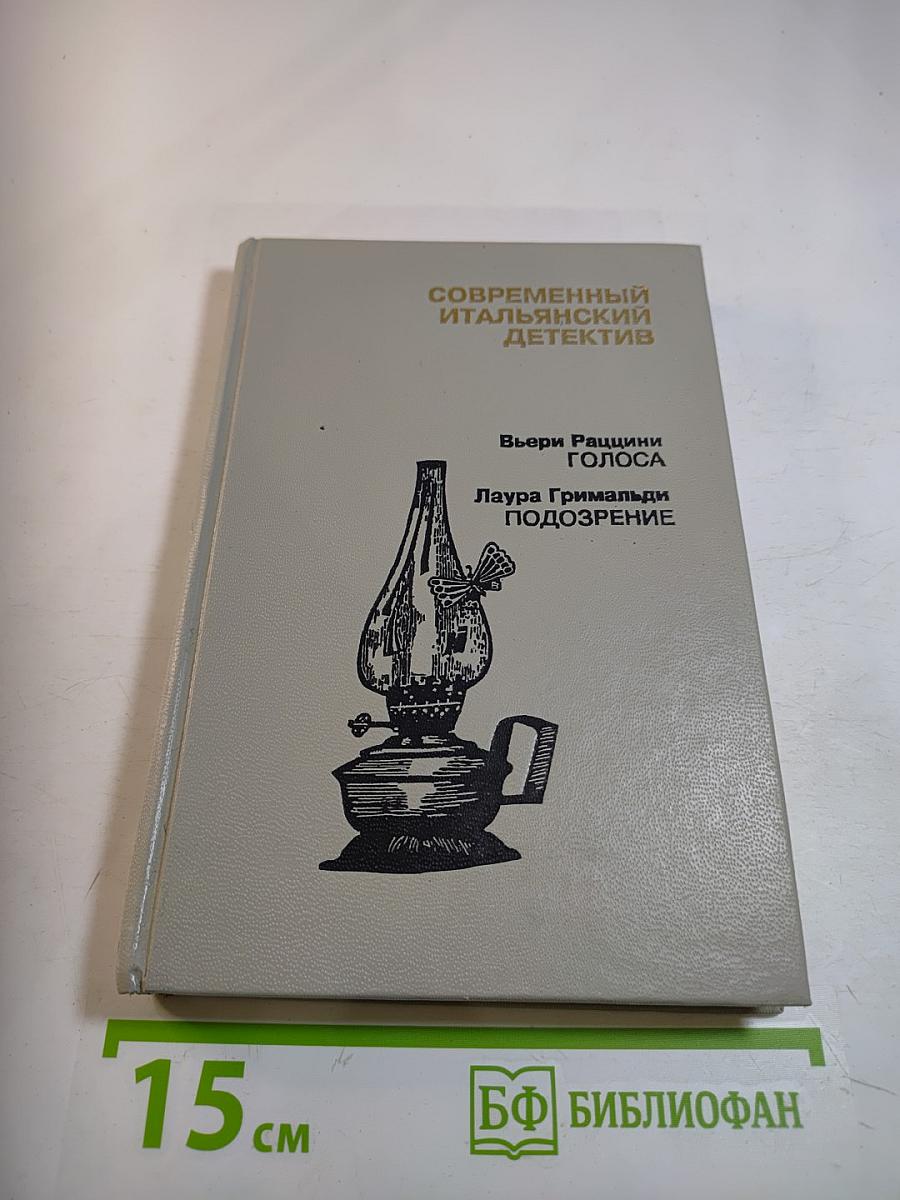 СОВРЕМЕННЫЙ
ИТАЛЬЯНСКИЙ
ДЕТЕКТИВ
Вьери Раццини
ГОЛОСА
Лаура Гримальди
ПОДОЗРЕНИЕ
15 см
БФ БИБЛИОФАН